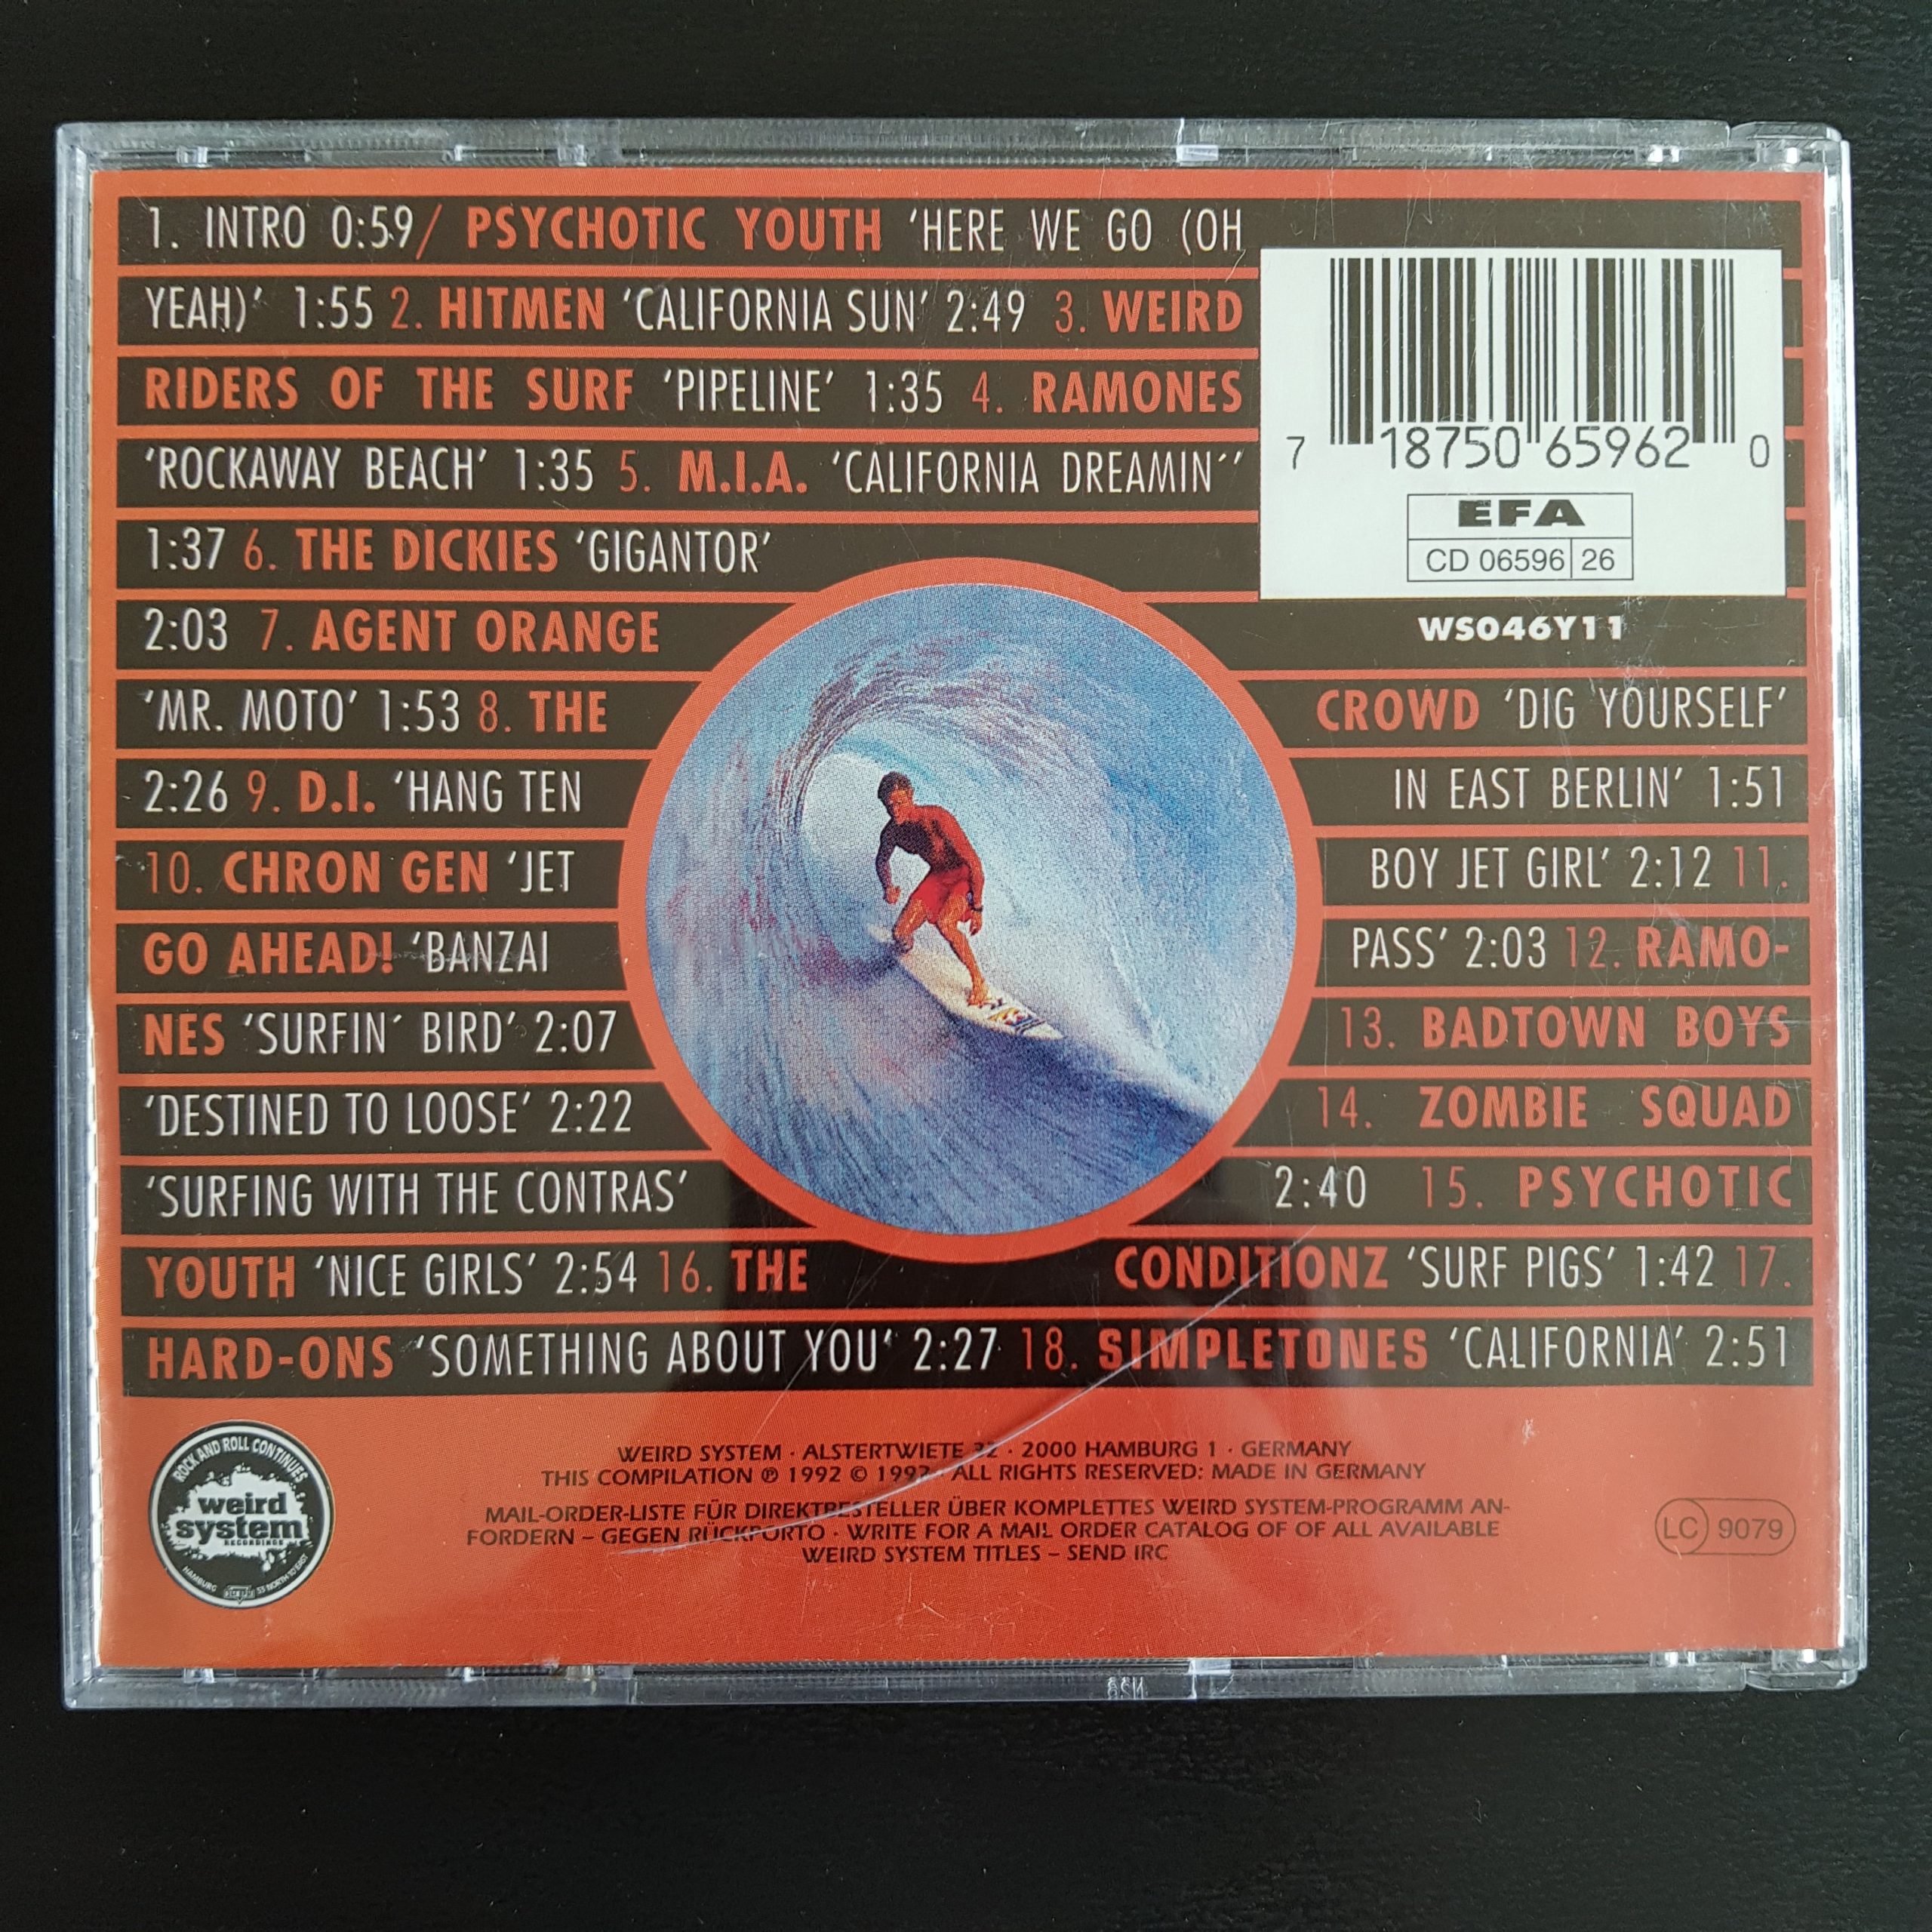 1. INTRO 0:59/ PSYCHOTIC YOUTH 'HERE WE GO (OH
YEAH)' 1:55 2. HITMEN 'CALIFORNIA SUN' 2:49 3. WEIRD
RIDERS OF THE SURF 'PIPELINE' 1:35 4. RAMONES
'ROCKAWAY BEACH' 1:35 5. M.I.A. 'CALIFORNIA DREAMIN´'
1:37 6. THE DICKIES 'GIGANTOR'
2:03 7. AGENT ORANGE
'MR. MOTO' 1:53 8. THE CROWD 'DIG YOURSELF'
2:26 9. D.I. 'HANG TEN IN EAST BERLIN' 1:51
10. CHRON GEN 'JET BOY JET GIRL' 2:12 11.
GO AHEAD! 'BANZAI PASS' 2:03 12. RAMO-
NES 'SURFIN´ BIRD' 2:07 13. BADTOWN BOYS
'DESTINED TO LOOSE' 2:22 14. ZOMBIE SQUAD
'SURFING WITH THE CONTRAS' 2:40 15. PSYCHOTIC
YOUTH 'NICE GIRLS' 2:54 16. THE CONDITIONZ 'SURF PIGS' 1:42 17.
HARD-ONS 'SOMETHING ABOUT YOU' 2:27 18. SIMPLETONES 'CALIFORNIA' 2:51
7 18750 65962 0
EFA
CD 06596 26
WS046Y11
ROCK AND ROLL CONTINUES
weird
system
RECORDINGS
HAMBURG 53 NORTH 10 EAST
WEIRD SYSTEM · ALSTERTWIETE 32 · 2000 HAMBURG 1 · GERMANY
THIS COMPILATION ℗ 1992 © 1992 · ALL RIGHTS RESERVED: MADE IN GERMANY
MAIL-ORDER-LISTE FÜR DIREKTBESTELLER ÜBER KOMPLETTES WEIRD SYSTEM-PROGRAMM AN-
FORDERN – GEGEN RÜCKPORTO · WRITE FOR A MAIL ORDER CATALOG OF OF ALL AVAILABLE
WEIRD SYSTEM TITLES – SEND IRC
LC 9079